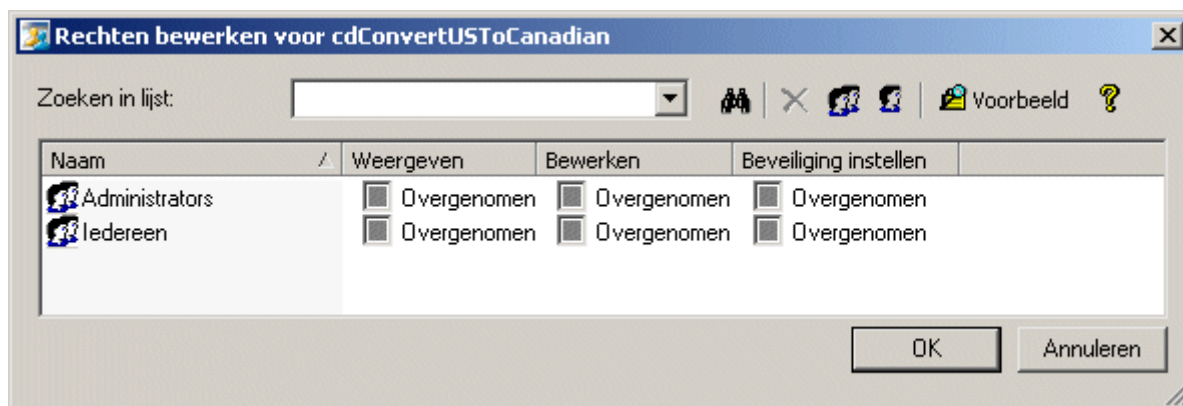 Rechten bewerken voor cdConvertUSToCanadian
Zoeken in lijst: Voorbeeld
Naam Weergeven Bewerken Beveiliging instellen
Administrators Overgenomen Overgenomen Overgenomen
Iedereen Overgenomen Overgenomen Overgenomen
OK Annuleren